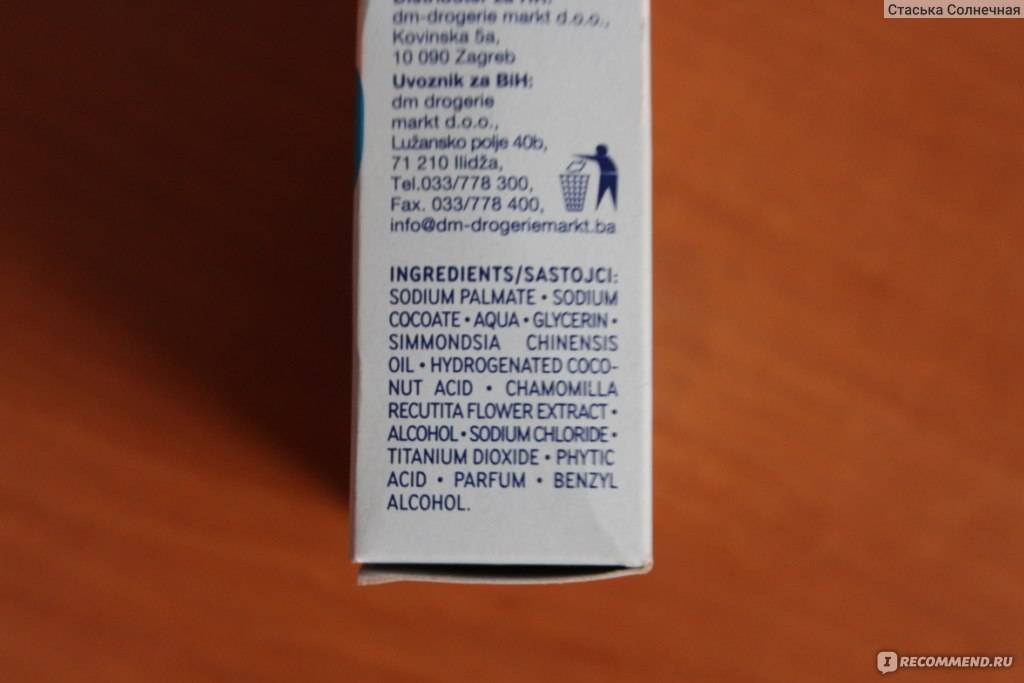 Стаська Солнечная
dm-drogerie markt d.o.o.,
Kovinska 5a,
10 090 Zagreb
Uvoznik za BiH:
dm drogerie
markt d.o.o.,
Lužansko polje 40b,
71 210 Ilidža,
Tel.033/778 300,
Fax. 033/778 400,
info@dm-drogeriemarkt.ba
INGREDIENTS/SASTOJCI:
SODIUM PALMATE • SODIUM
COCOATE • AQUA • GLYCERIN •
SIMMONDSIA CHINENSIS
OIL • HYDROGENATED COCO-
NUT ACID • CHAMOMILLA
RECUTITA FLOWER EXTRACT •
ALCOHOL • SODIUM CHLORIDE •
TITANIUM DIOXIDE • PHYTIC
ACID • PARFUM • BENZYL
ALCOHOL.
IRECOMMEND.RU